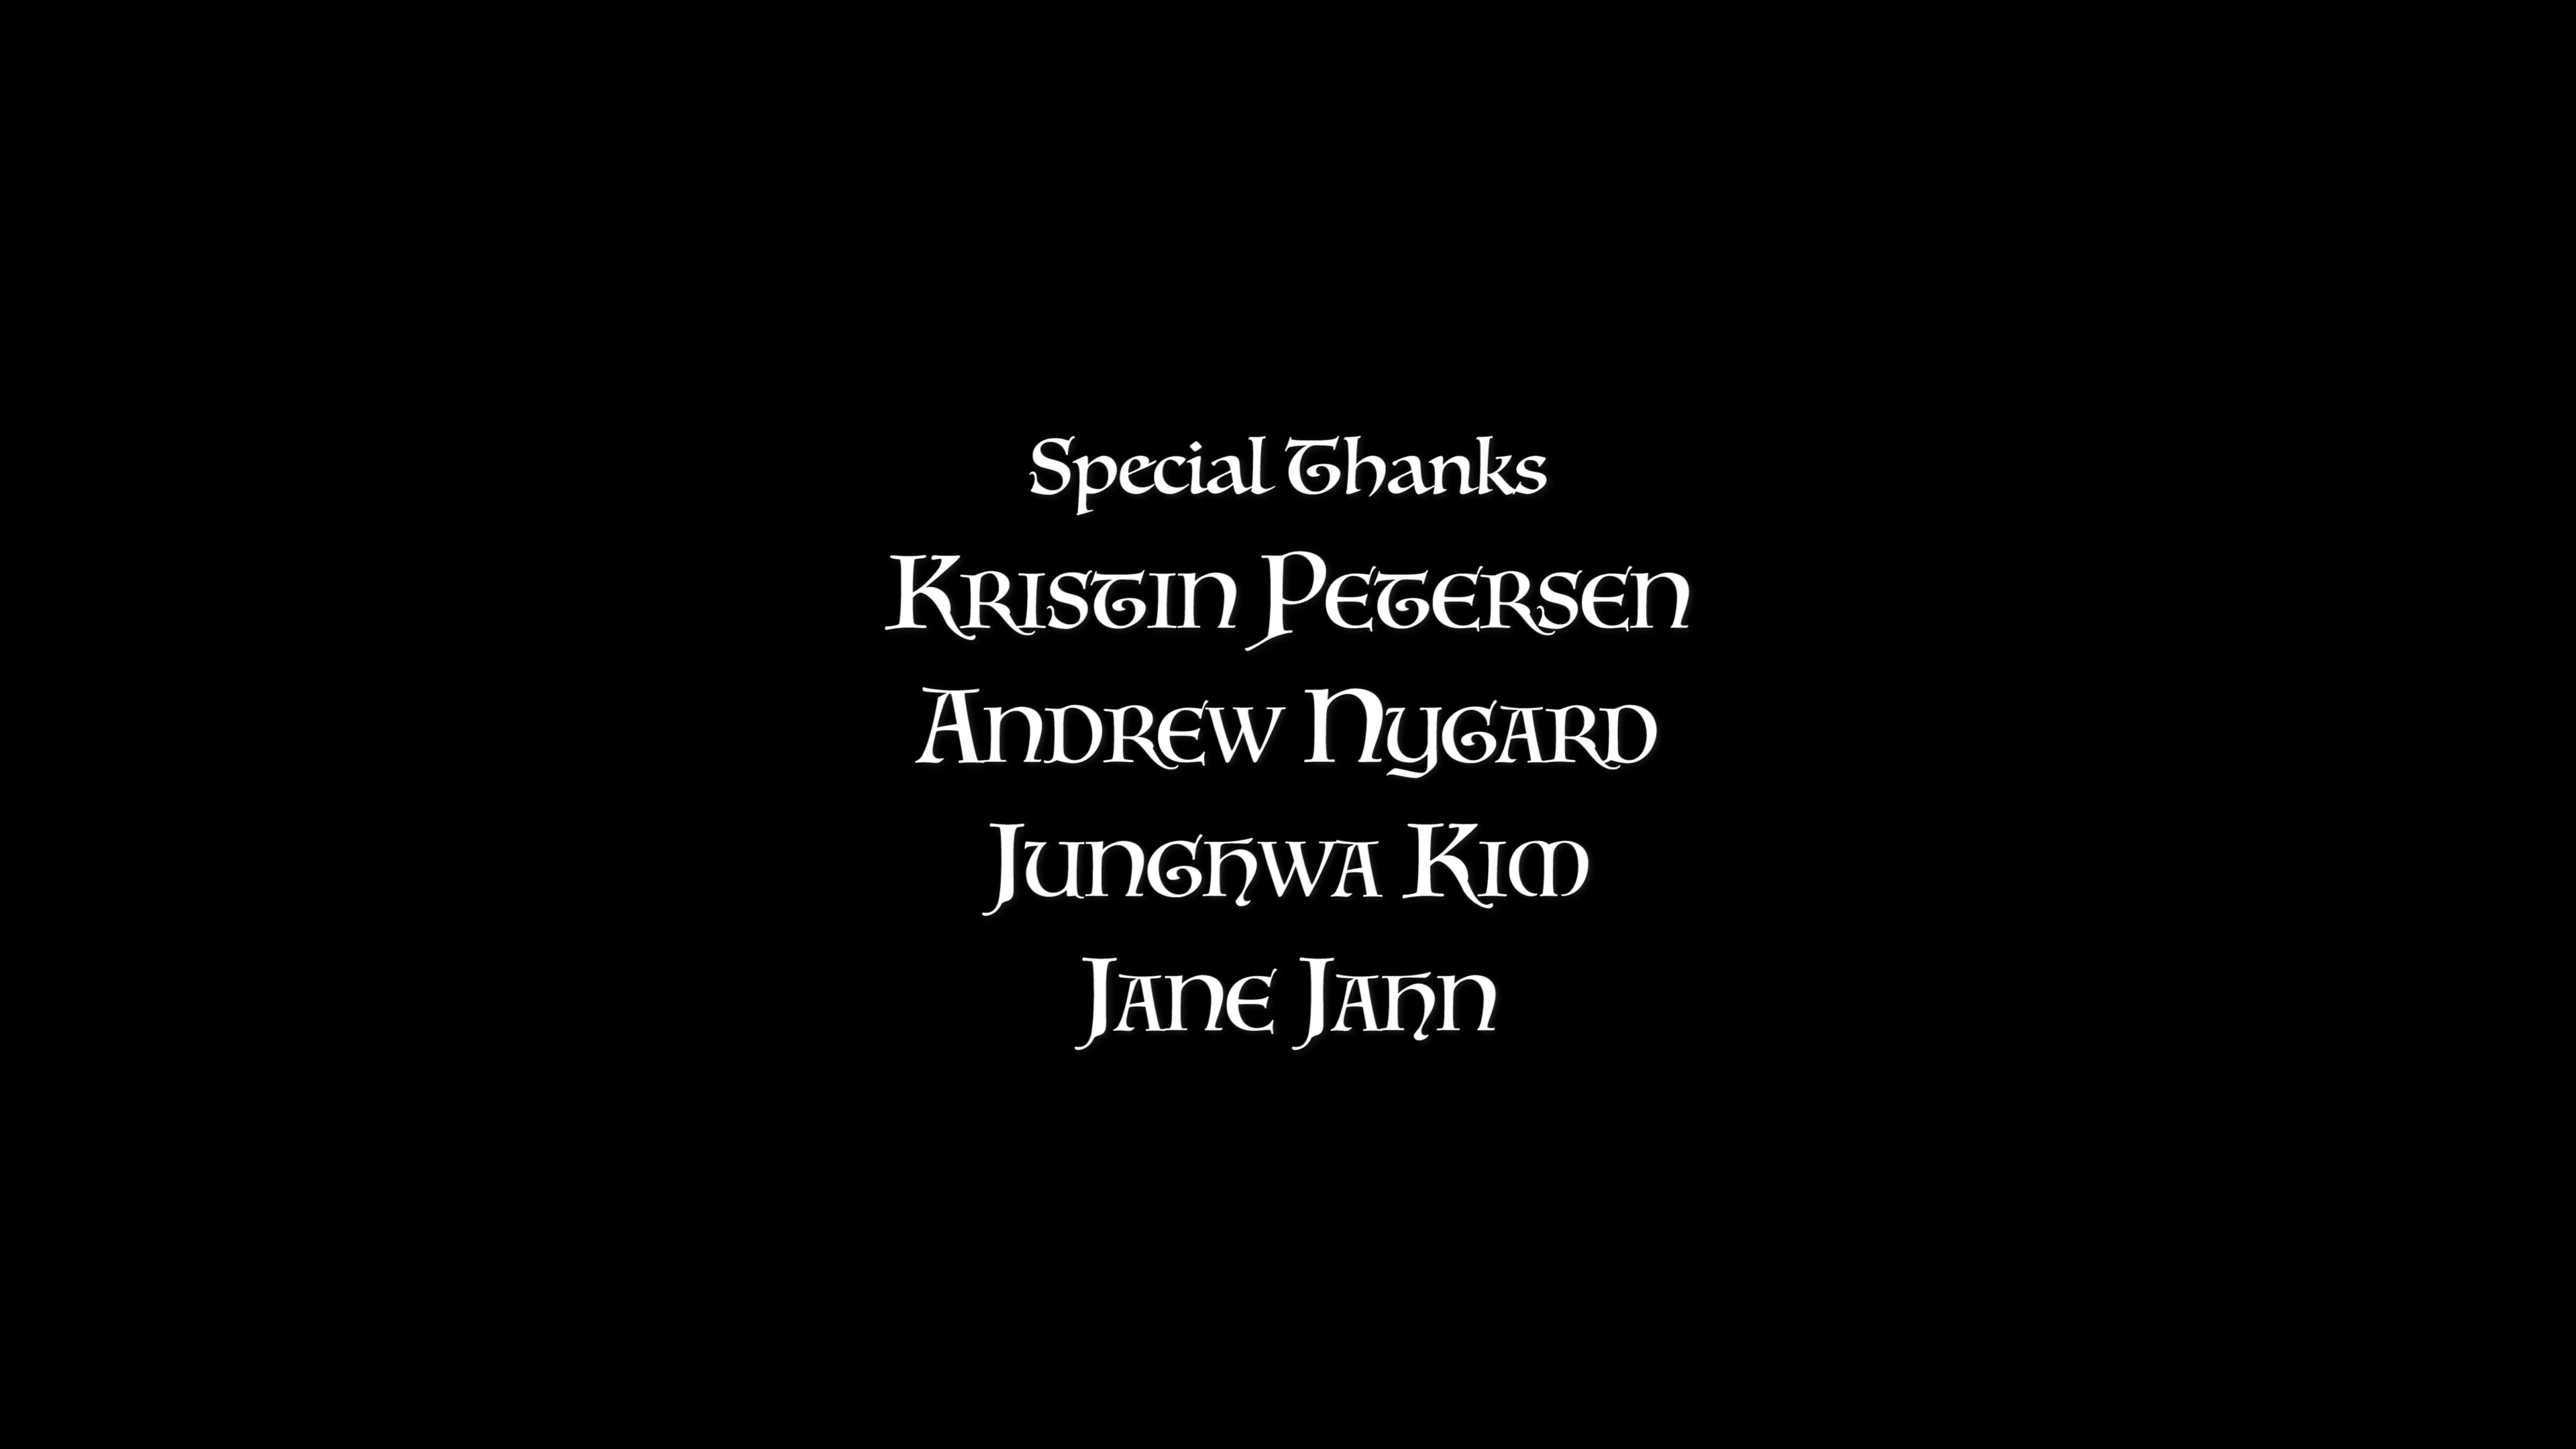 Special Thanks
Kristin Petersen
Andrew Nygard
Junghwa Kim
Jane Jahn